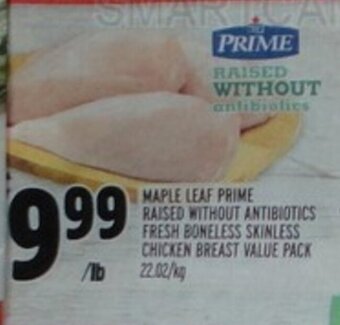 SMARTCA
PRIME
RAISED
WITHOUT
antibiotics
9.99
/lb
MAPLE LEAF PRIME
RAISED WITHOUT ANTIBIOTICS
FRESH BONELESS SKINLESS
CHICKEN BREAST VALUE PACK
22.02/kg